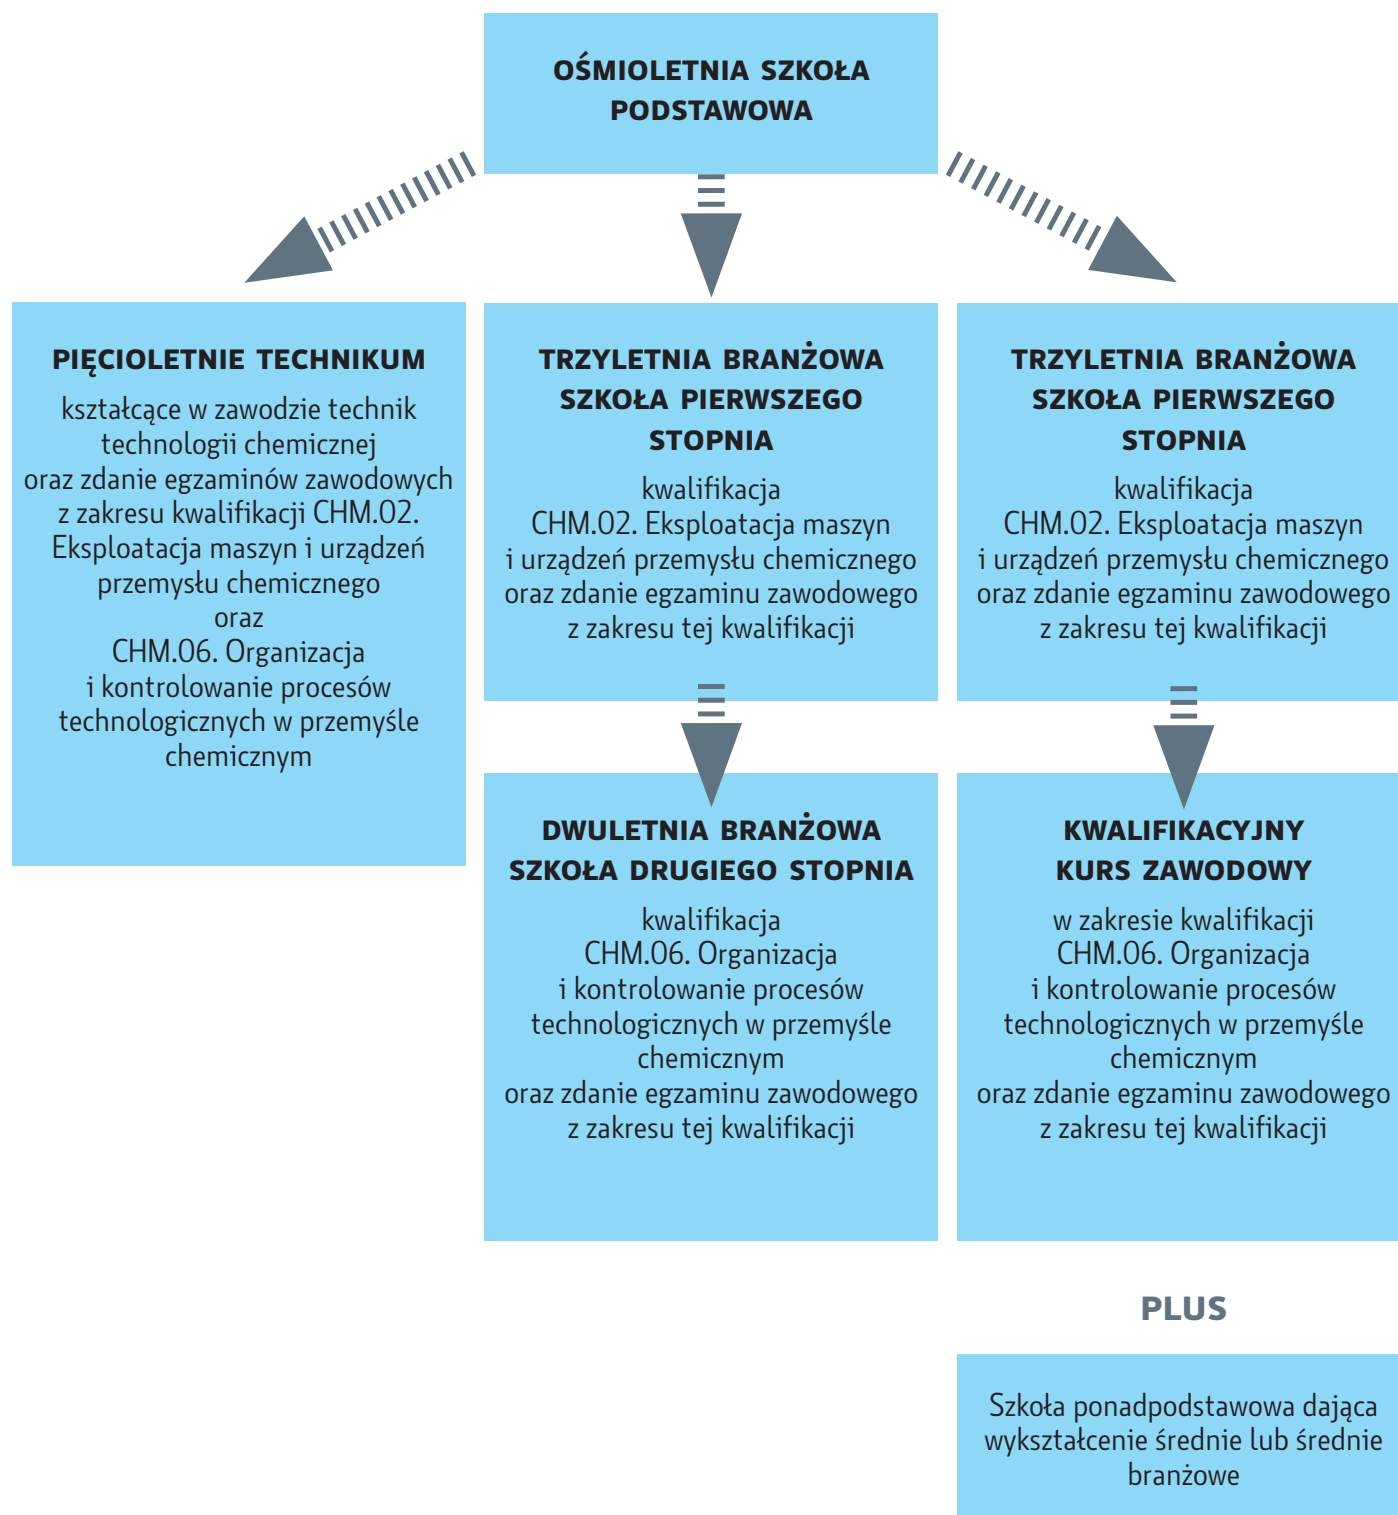 OŚMIOLETNIA SZKOŁA
PODSTAWOWA
PIĘCIOLETNIE TECHNIKUM
kształcące w zawodzie technik
technologii chemicznej
oraz zdanie egzaminów zawodowych
z zakresu kwalifikacji CHM.02.
Eksploatacja maszyn i urządzeń
przemysłu chemicznego
oraz
CHM.06. Organizacja
i kontrolowanie procesów
technologicznych w przemyśle
chemicznym
TRZYLETNIA BRANŻOWA
SZKOŁA PIERWSZEGO
STOPNIA
kwalifikacja
CHM.02. Eksploatacja maszyn
i urządzeń przemysłu chemicznego
oraz zdanie egzaminu zawodowego
z zakresu tej kwalifikacji
TRZYLETNIA BRANŻOWA
SZKOŁA PIERWSZEGO
STOPNIA
kwalifikacja
CHM.02. Eksploatacja maszyn
i urządzeń przemysłu chemicznego
oraz zdanie egzaminu zawodowego
z zakresu tej kwalifikacji
DWULETNIA BRANŻOWA
SZKOŁA DRUGIEGO STOPNIA
kwalifikacja
CHM.06. Organizacja
i kontrolowanie procesów
technologicznych w przemyśle
chemicznym
oraz zdanie egzaminu zawodowego
z zakresu tej kwalifikacji
KWALIFIKACYJNY
KURS ZAWODOWY
w zakresie kwalifikacji
CHM.06. Organizacja
i kontrolowanie procesów
technologicznych w przemyśle
chemicznym
oraz zdanie egzaminu zawodowego
z zakresu tej kwalifikacji
PLUS
Szkoła ponadpodstawowa dająca
wykształcenie średnie lub średnie
branżowe